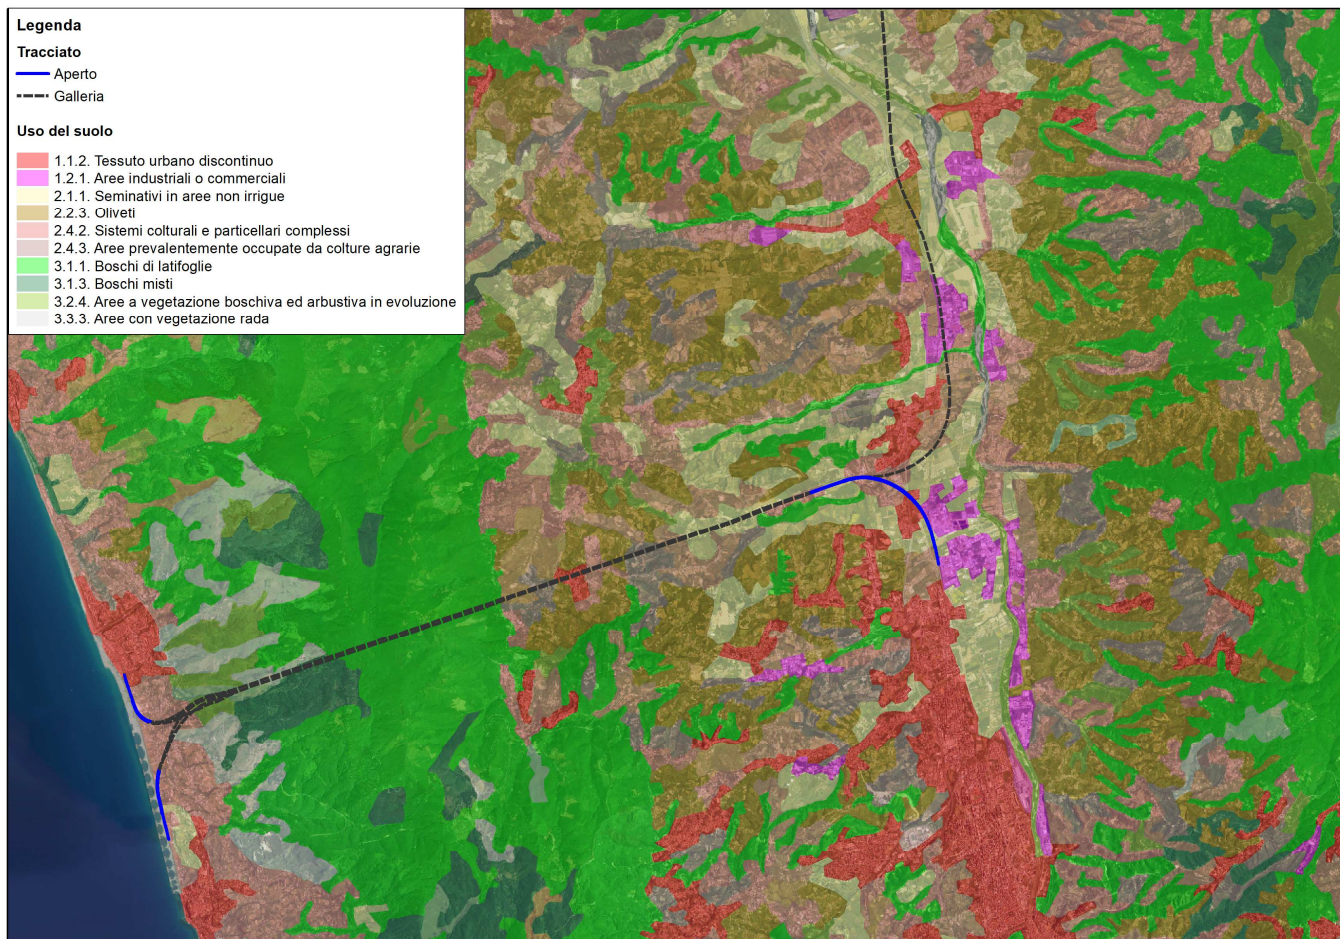 Legenda
Tracciato
Aperto
Galleria
Uso del suolo
1.1.2. Tessuto urbano discontinuo
1.2.1. Aree industriali o commerciali
2.1.1. Seminativi in aree non irrigue
2.2.3. Oliveti
2.4.2. Sistemi colturali e particellari complessi
2.4.3. Aree prevalentemente occupate da colture agrarie
3.1.1. Boschi di latifoglie
3.1.3. Boschi misti
3.2.4. Aree a vegetazione boschiva ed arbustiva in evoluzione
3.3.3. Aree con vegetazione rada